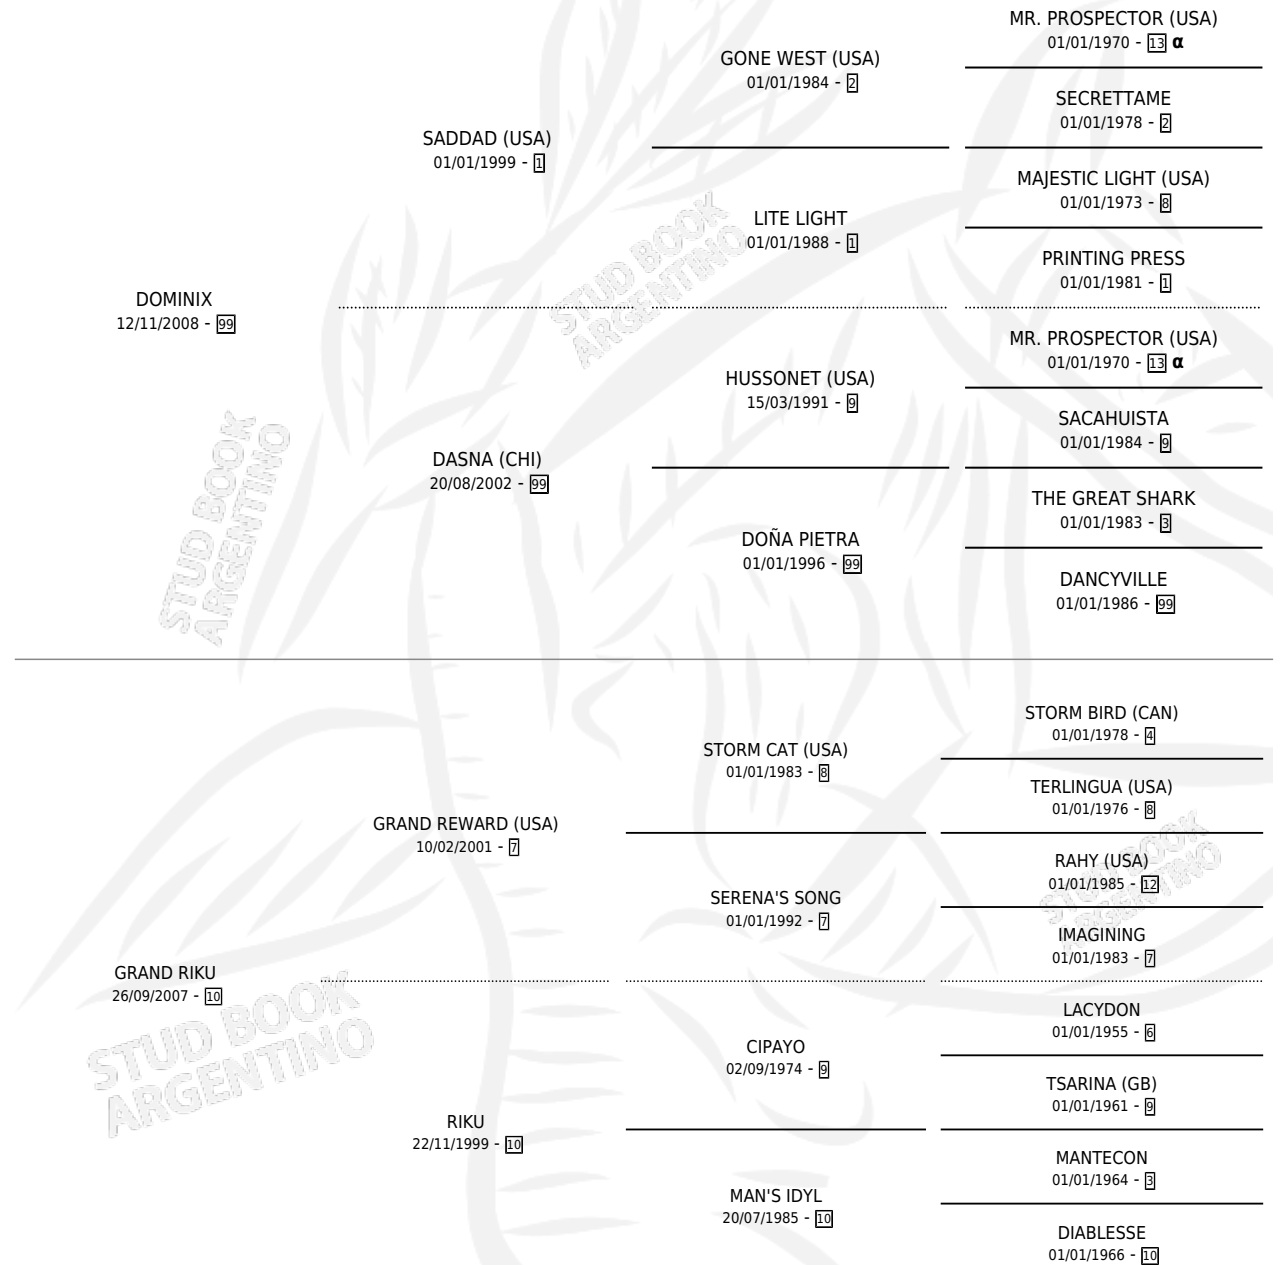 MR. PROSPECTOR (USA)
01/01/1970 - 13 α
GONE WEST (USA)
01/01/1984 - 2
SECRETTAME
01/01/1978 - 2
SADDAD (USA)
01/01/1999 - 1
MAJESTIC LIGHT (USA)
01/01/1973 - 8
LITE LIGHT
01/01/1988 - 1
PRINTING PRESS
01/01/1981 - 1
STUD BOOK
ARGENTINO
DOMINIX
12/11/2008 - 99
MR. PROSPECTOR (USA)
01/01/1970 - 13 α
HUSSONET (USA)
15/03/1991 - 9
SACAHUISTA
01/01/1984 - 9
DASNA (CHI)
20/08/2002 - 99
THE GREAT SHARK
01/01/1983 - 3
DOÑA PIETRA
01/01/1996 - 99
DANCYVILLE
01/01/1986 - 99
STUD BOOK
ARGENTINO
STORM BIRD (CAN)
01/01/1978 - 4
STORM CAT (USA)
01/01/1983 - 8
TERLINGUA (USA)
01/01/1976 - 8
GRAND REWARD (USA)
10/02/2001 - 7
RAHY (USA)
01/01/1985 - 12
SERENA'S SONG
01/01/1992 - 7
IMAGINING
01/01/1983 - 7
STUD BOOK
ARGENTINO
GRAND RIKU
26/09/2007 - 10
LACYDON
01/01/1955 - 6
CIPAYO
02/09/1974 - 9
TSARINA (GB)
01/01/1961 - 9
STUD BOOK
ARGENTINO
RIKU
22/11/1999 - 10
MANTECON
01/01/1964 - 3
MAN'S IDYL
20/07/1985 - 10
DIABLESSE
01/01/1966 - 10